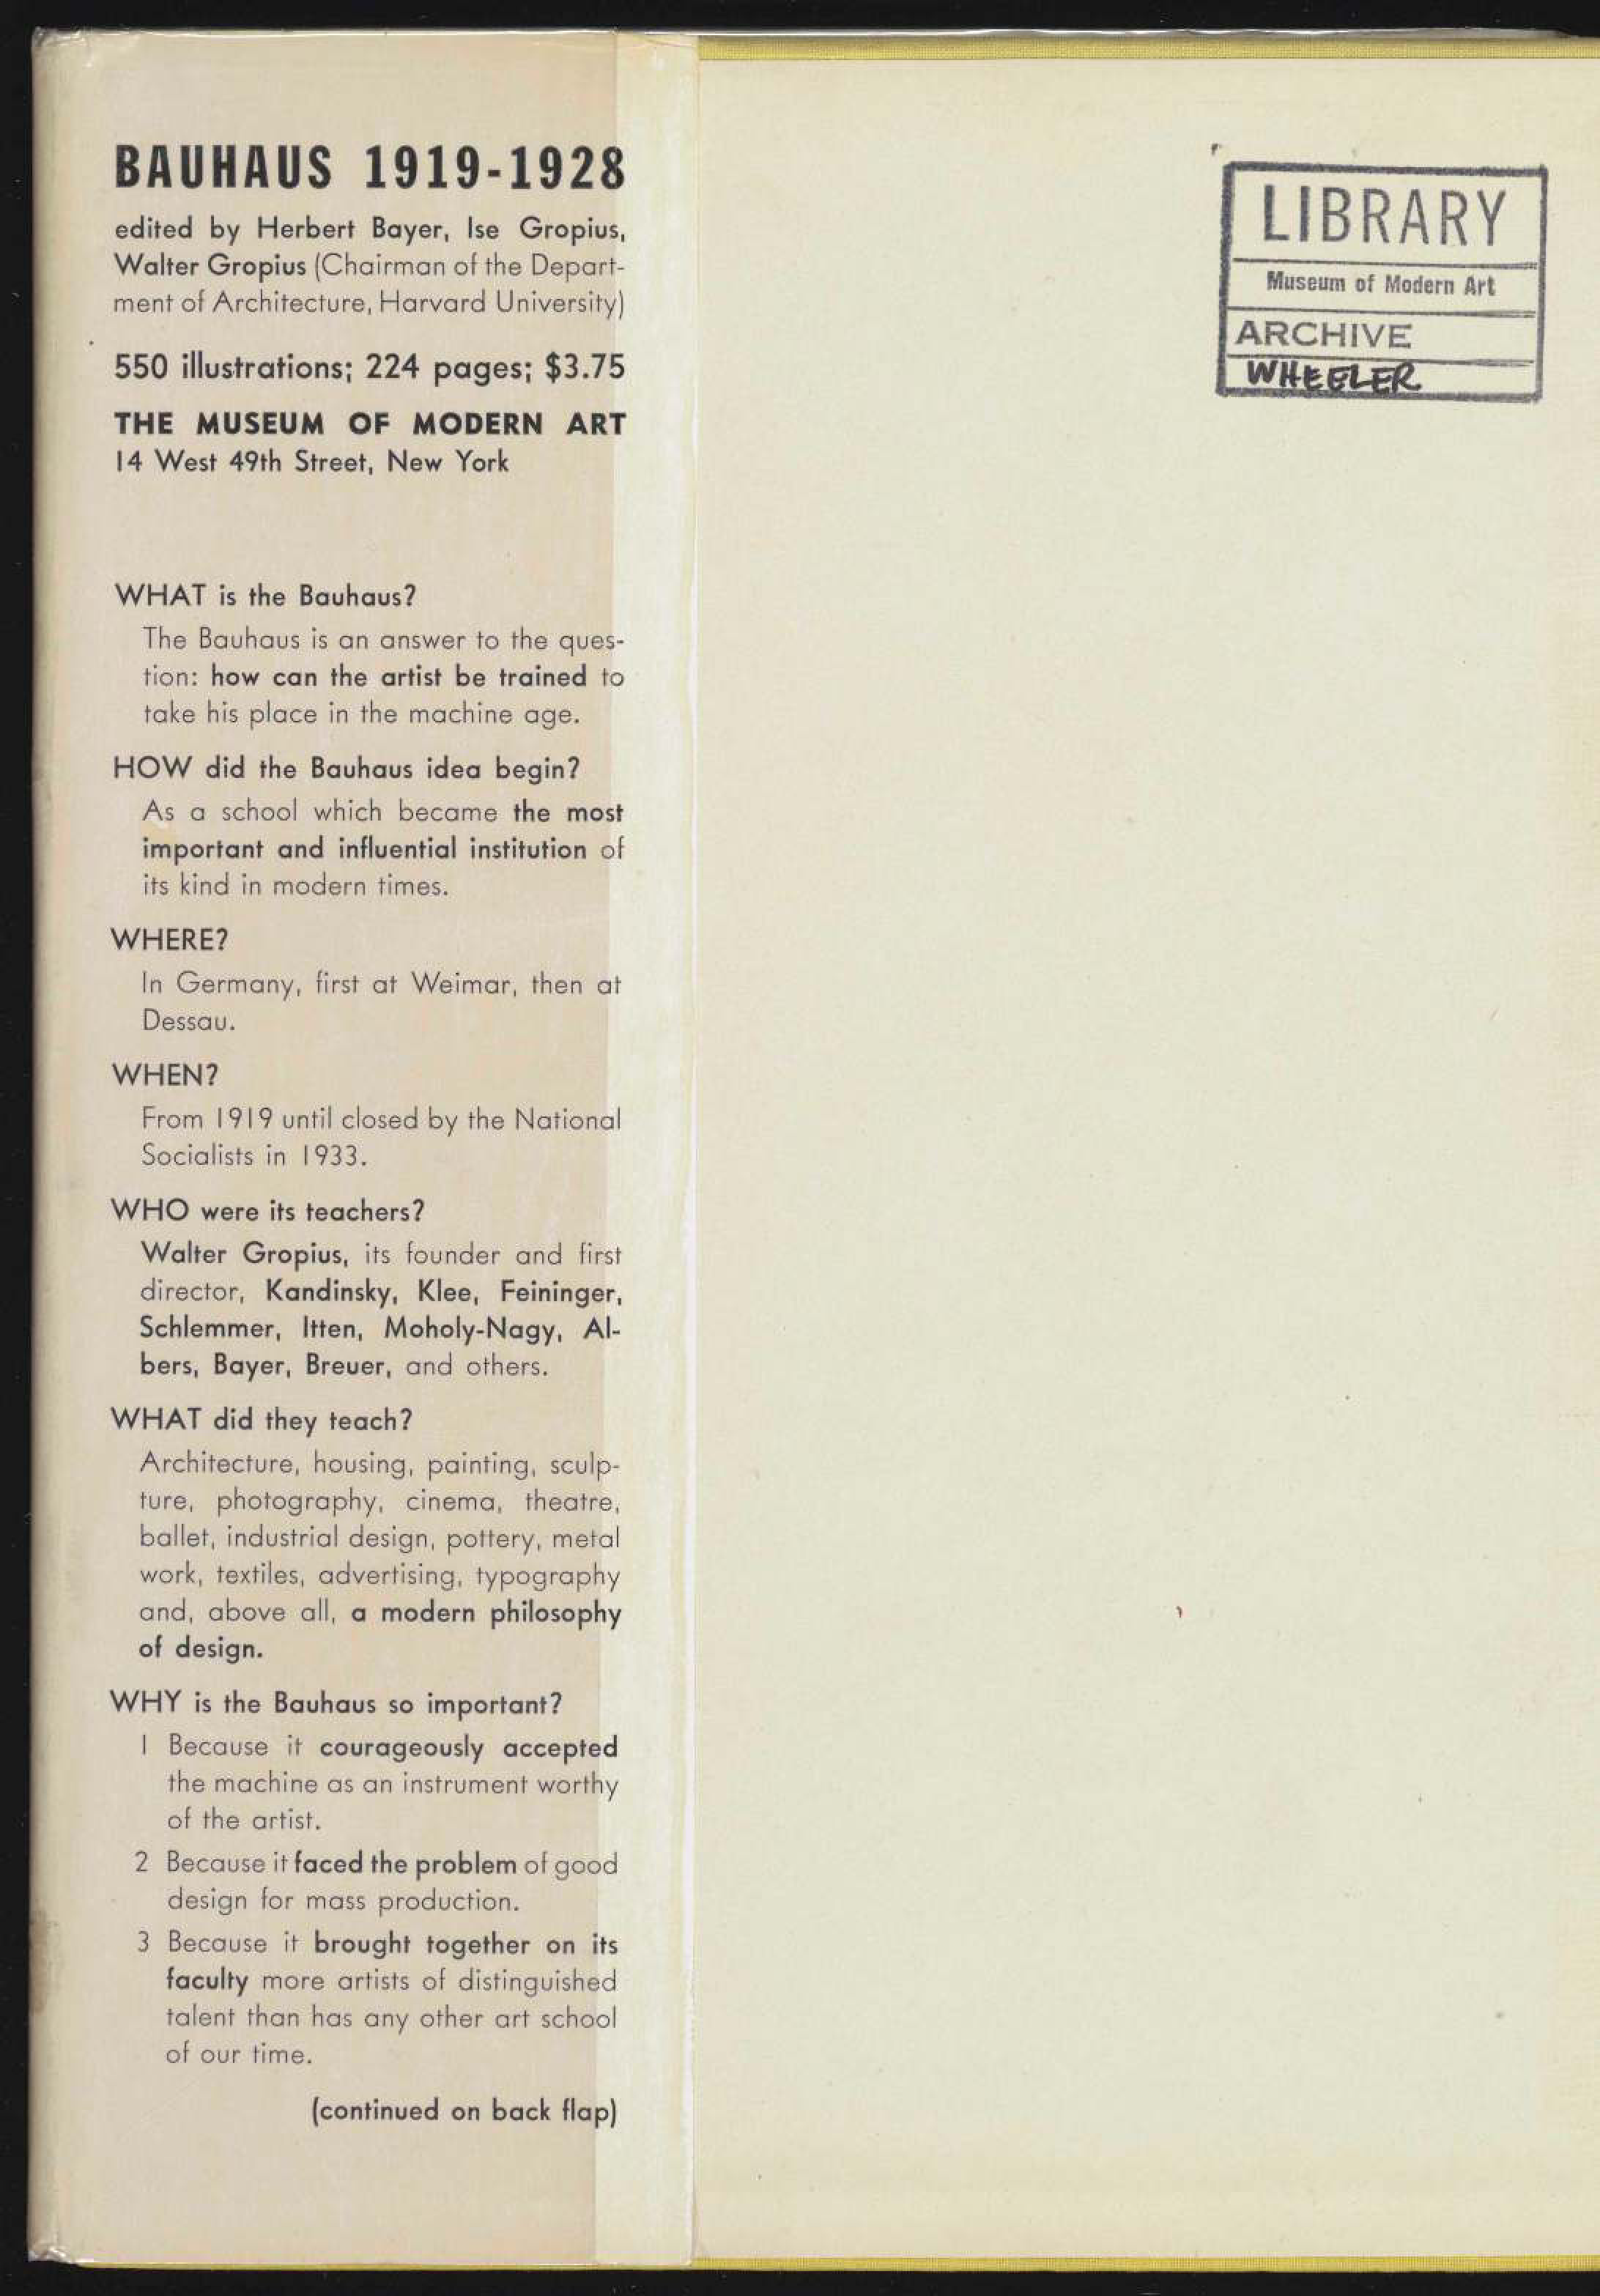 BAUHAUS 1919-1928
edited by Herbert Bayer, Ise Gropius,
Walter Gropius (Chairman of the Depart-
ment of Architecture, Harvard University)
550 illustrations; 224 pages; $3.75
THE MUSEUM OF MODERN ART
14 West 49th Street, New York
WHAT is the Bauhaus?
The Bauhaus is an answer to the ques-
tion: how can the artist be trained to
take his place in the machine age.
HOW did the Bauhaus idea begin?
As a school which became the most
important and influential institution of
its kind in modern times.
WHERE?
In Germany, first at Weimar, then at
Dessau.
WHEN?
From 1919 until closed by the National
Socialists in 1933.
WHO were its teachers?
Walter Gropius, its founder and first
director, Kandinsky, Klee, Feininger,
Schlemmer, Itten, Moholy-Nagy, Al-
bers, Bayer, Breuer, and others.
WHAT did they teach?
Architecture, housing, painting, sculp-
ture, photography, cinema, theatre,
ballet, industrial design, pottery, metal
work, textiles, advertising, typography
and, above all, a modern philosophy
of design.
WHY is the Bauhaus so important?
1 Because it courageously accepted
the machine as an instrument worthy
of the artist.
2 Because it faced the problem of good
design for mass production.
3 Because it brought together on its
faculty more artists of distinguished
talent than has any other art school
of our time.
(continued on back flap)
LIBRARY
Museum of Modern Art
ARCHIVE
WHEELER